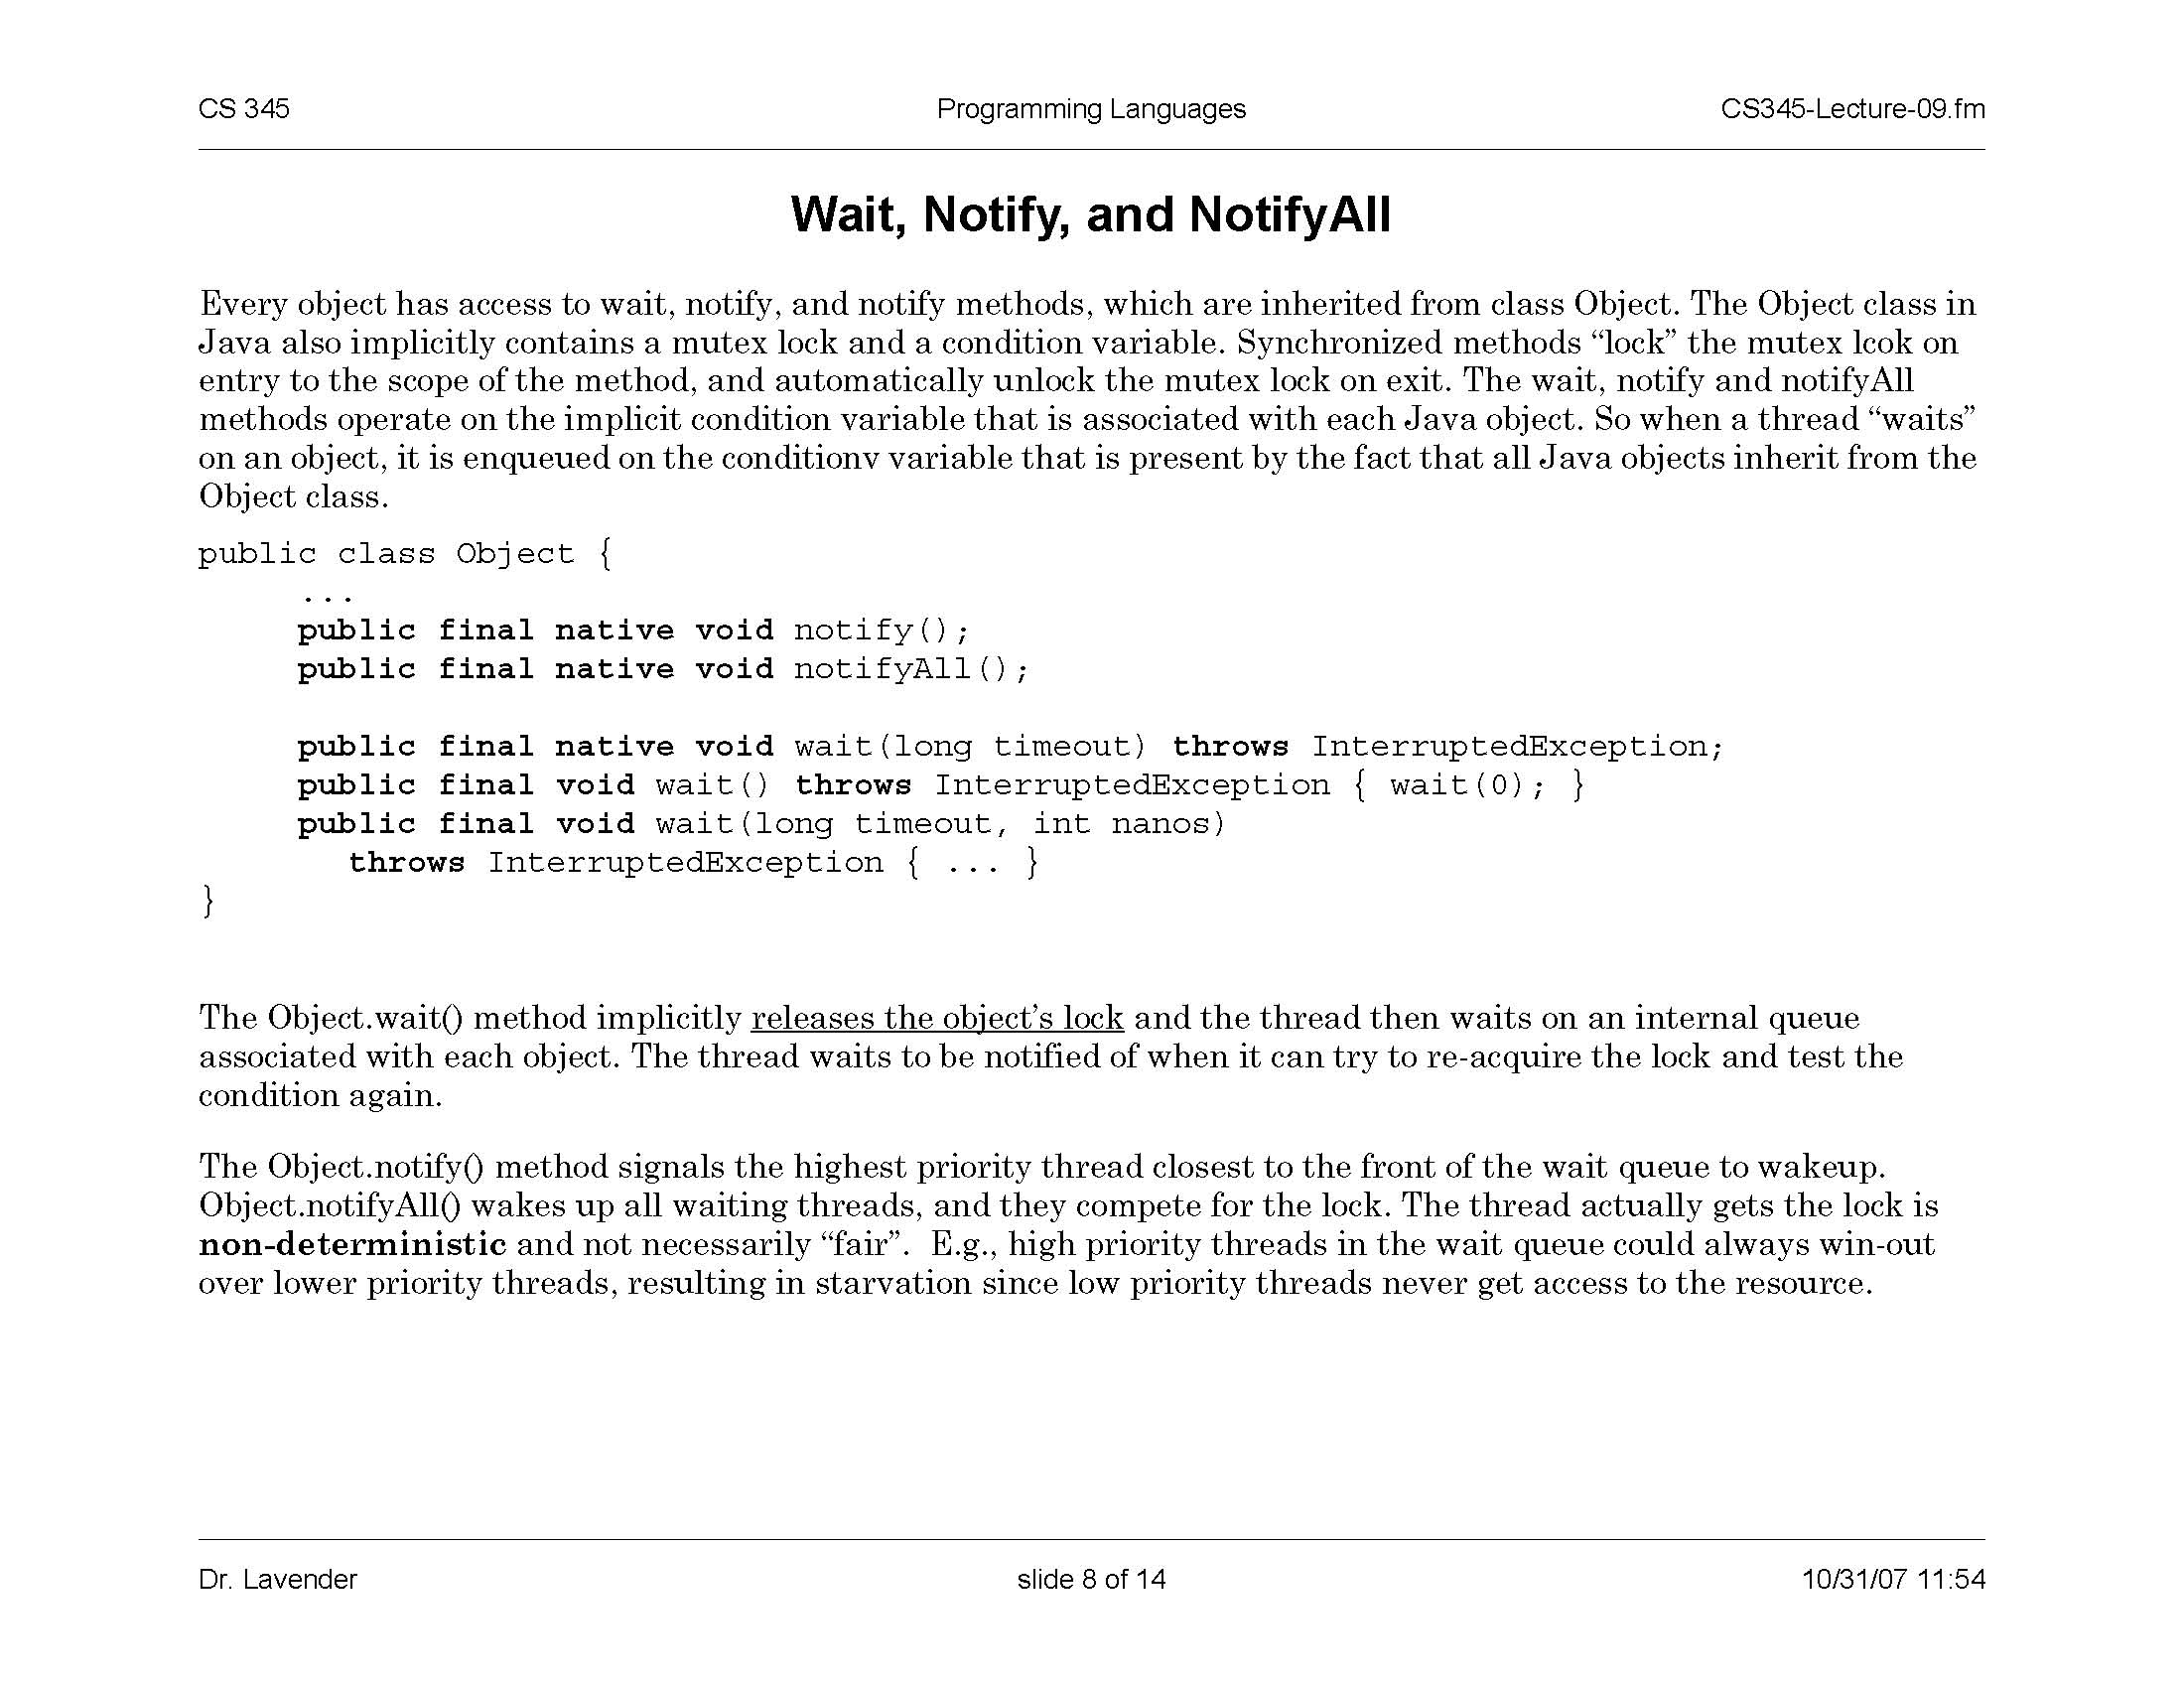 CS 345 Programming Languages CS345-Lecture-09.fm
Wait, Notify, and NotifyAll
Every object has access to wait, notify, and notify methods, which are inherited from class Object. The Object class in
Java also implicitly contains a mutex lock and a condition variable. Synchronized methods “lock” the mutex lcok on
entry to the scope of the method, and automatically unlock the mutex lock on exit. The wait, notify and notifyAll
methods operate on the implicit condition variable that is associated with each Java object. So when a thread “waits”
on an object, it is enqueued on the conditionv variable that is present by the fact that all Java objects inherit from the
Object class.
public class Object {
...
public final native void notify();
public final native void notifyAll();
public final native void wait(long timeout) throws InterruptedException;
public final void wait() throws InterruptedException { wait(0); }
public final void wait(long timeout, int nanos)
throws InterruptedException { ... }
}
The Object.wait() method implicitly releases the object’s lock and the thread then waits on an internal queue
associated with each object. The thread waits to be notified of when it can try to re-acquire the lock and test the
condition again.
The Object.notify() method signals the highest priority thread closest to the front of the wait queue to wakeup.
Object.notifyAll() wakes up all waiting threads, and they compete for the lock. The thread actually gets the lock is
non-deterministic and not necessarily “fair”. E.g., high priority threads in the wait queue could always win-out
over lower priority threads, resulting in starvation since low priority threads never get access to the resource.
Dr. Lavender slide 8 of 14 10/31/07 11:54